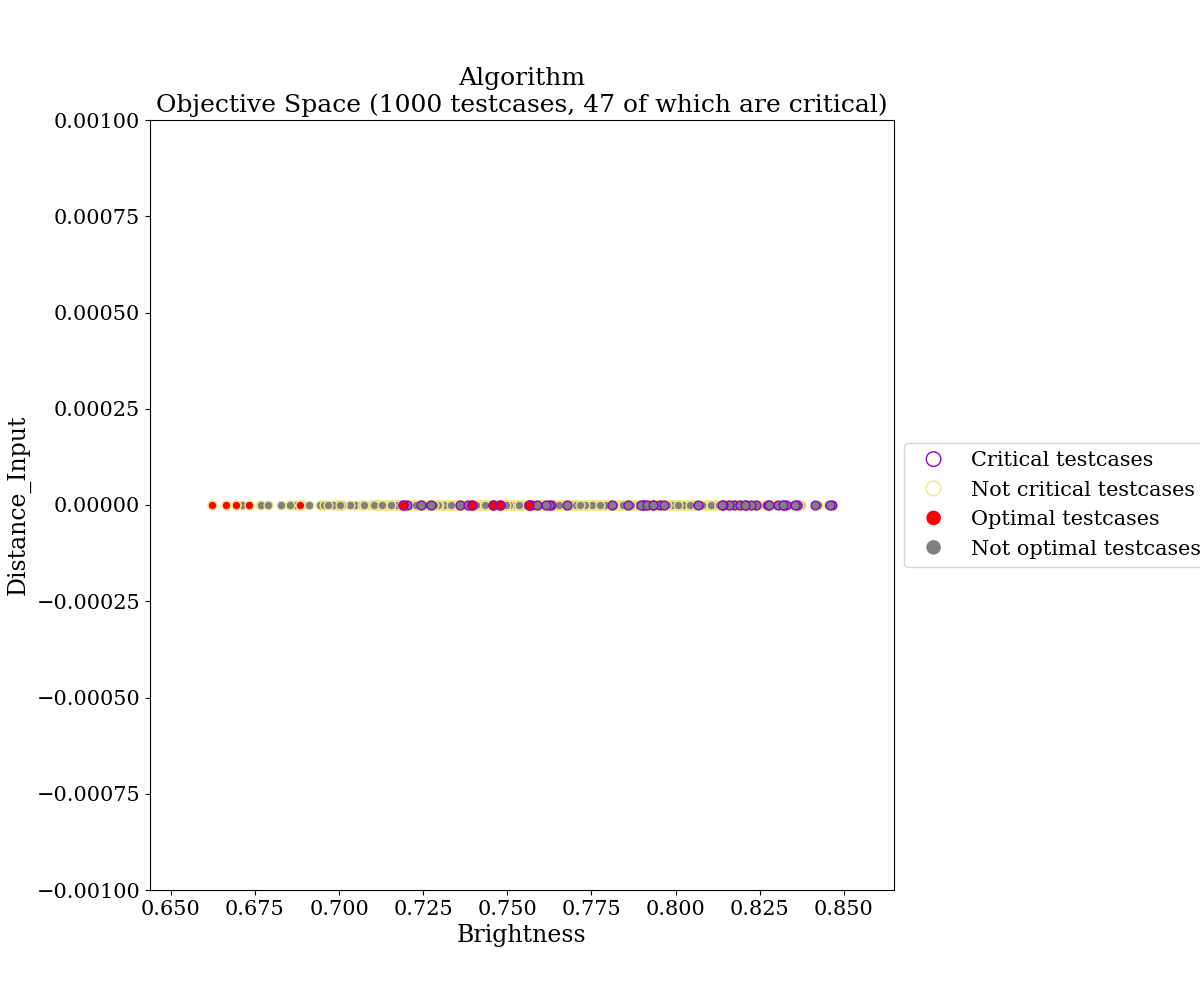 Algorithm
Objective Space (1000 testcases, 47 of which are critical)
0.00100
0.00075
0.00050
0.00025
0.00000
−0.00025
−0.00050
−0.00075
−0.00100
Distance_Input
0.650 0.675 0.700 0.725 0.750 0.775 0.800 0.825 0.850
Brightness
Critical testcases
Not critical testcases
Optimal testcases
Not optimal testcases